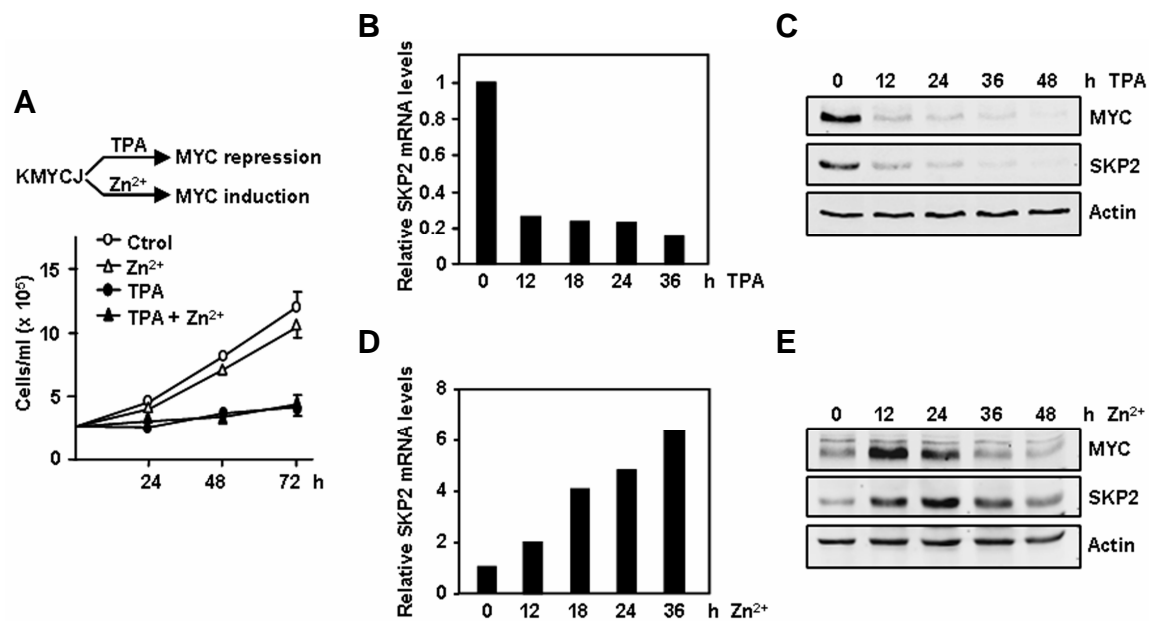 A
TPA
KMYCJ
MYC repression
Zn²⁺
MYC induction
Cells/ml (x 10⁵)
15
10
5
0
Ctrol
Zn²⁺
TPA
TPA + Zn²⁺
24 48 72 h
B
Relative SKP2 mRNA levels
1
0.8
0.6
0.4
0.2
0
0 12 18 24 36 h TPA
C
0 12 24 36 48 h TPA
MYC
SKP2
Actin
D
Relative SKP2 mRNA levels
8
6
4
2
0
0 12 18 24 36 h Zn²⁺
E
0 12 24 36 48 h Zn²⁺
MYC
SKP2
Actin